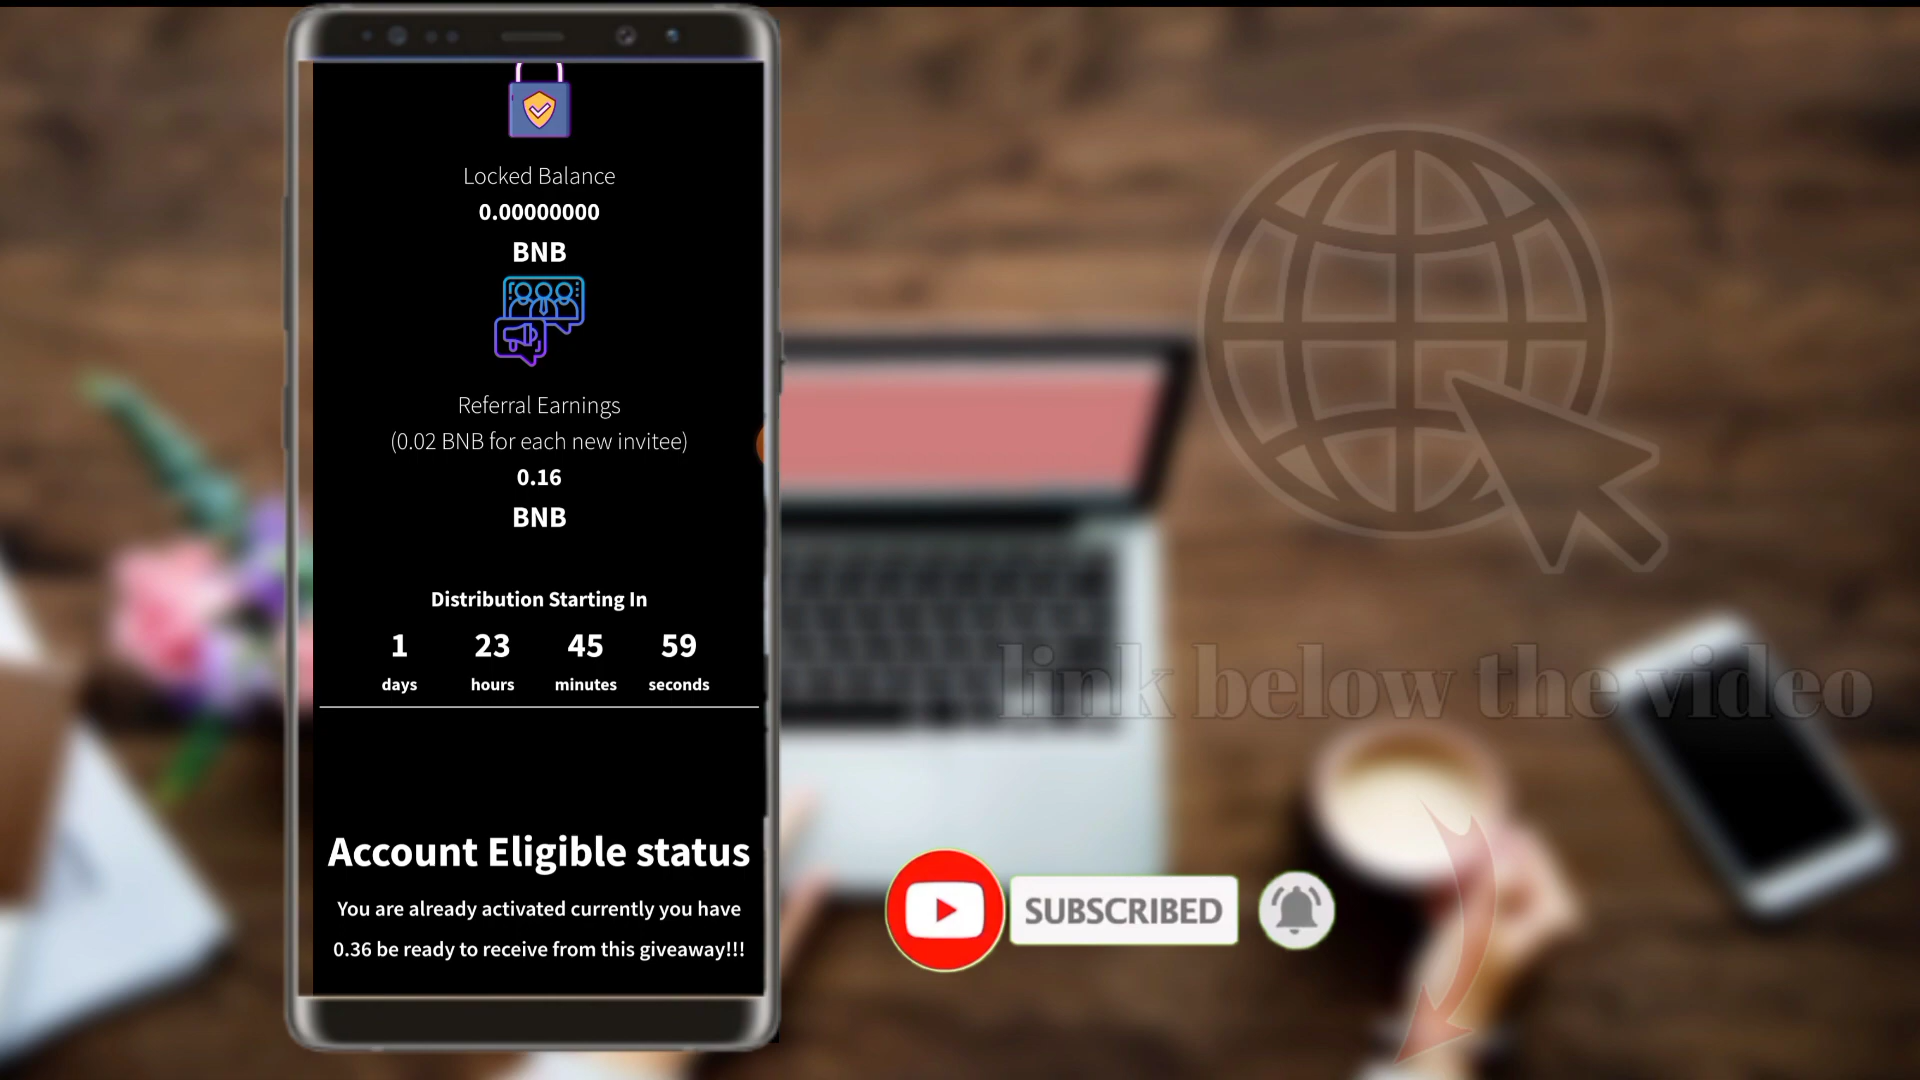 Locked Balance
0.00000000
BNB
Referral Earnings
(0.02 BNB for each new invitee)
0.16
BNB
Distribution Starting In
1 23 45 59
days hours minutes seconds
Account Eligible status
You are already activated currently you have
0.36 be ready to receive from this giveaway!!!
link below the video
SUBSCRIBED